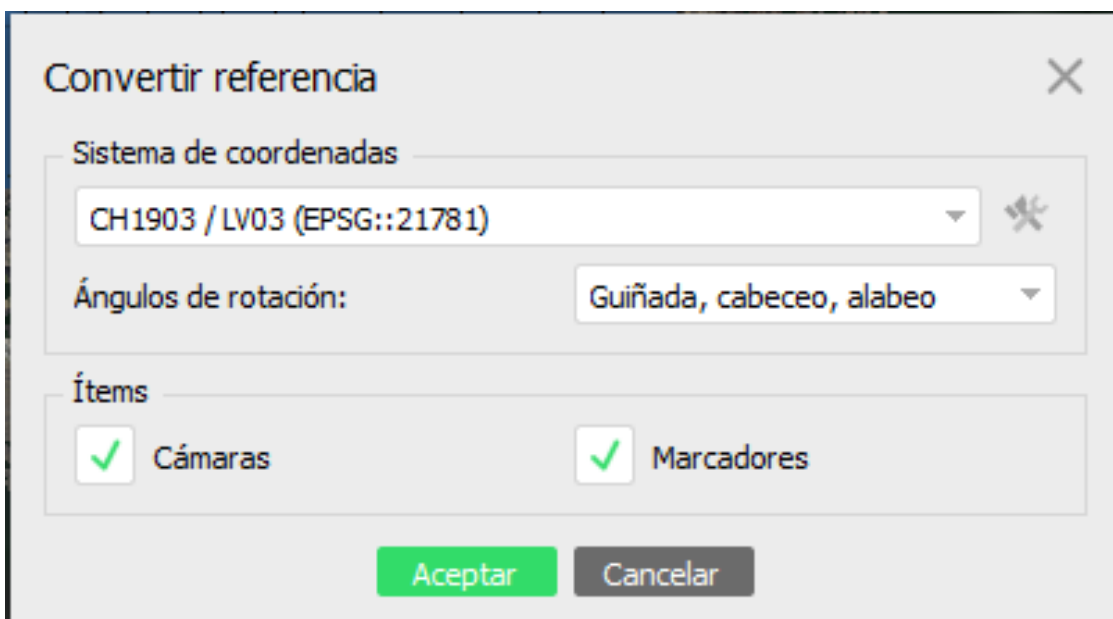 Convertir referencia
Sistema de coordenadas
CH1903 / LV03 (EPSG::21781)
Ángulos de rotación: Guiñada, cabeceo, alabeo
Ítems
Cámaras Marcadores
Aceptar Cancelar